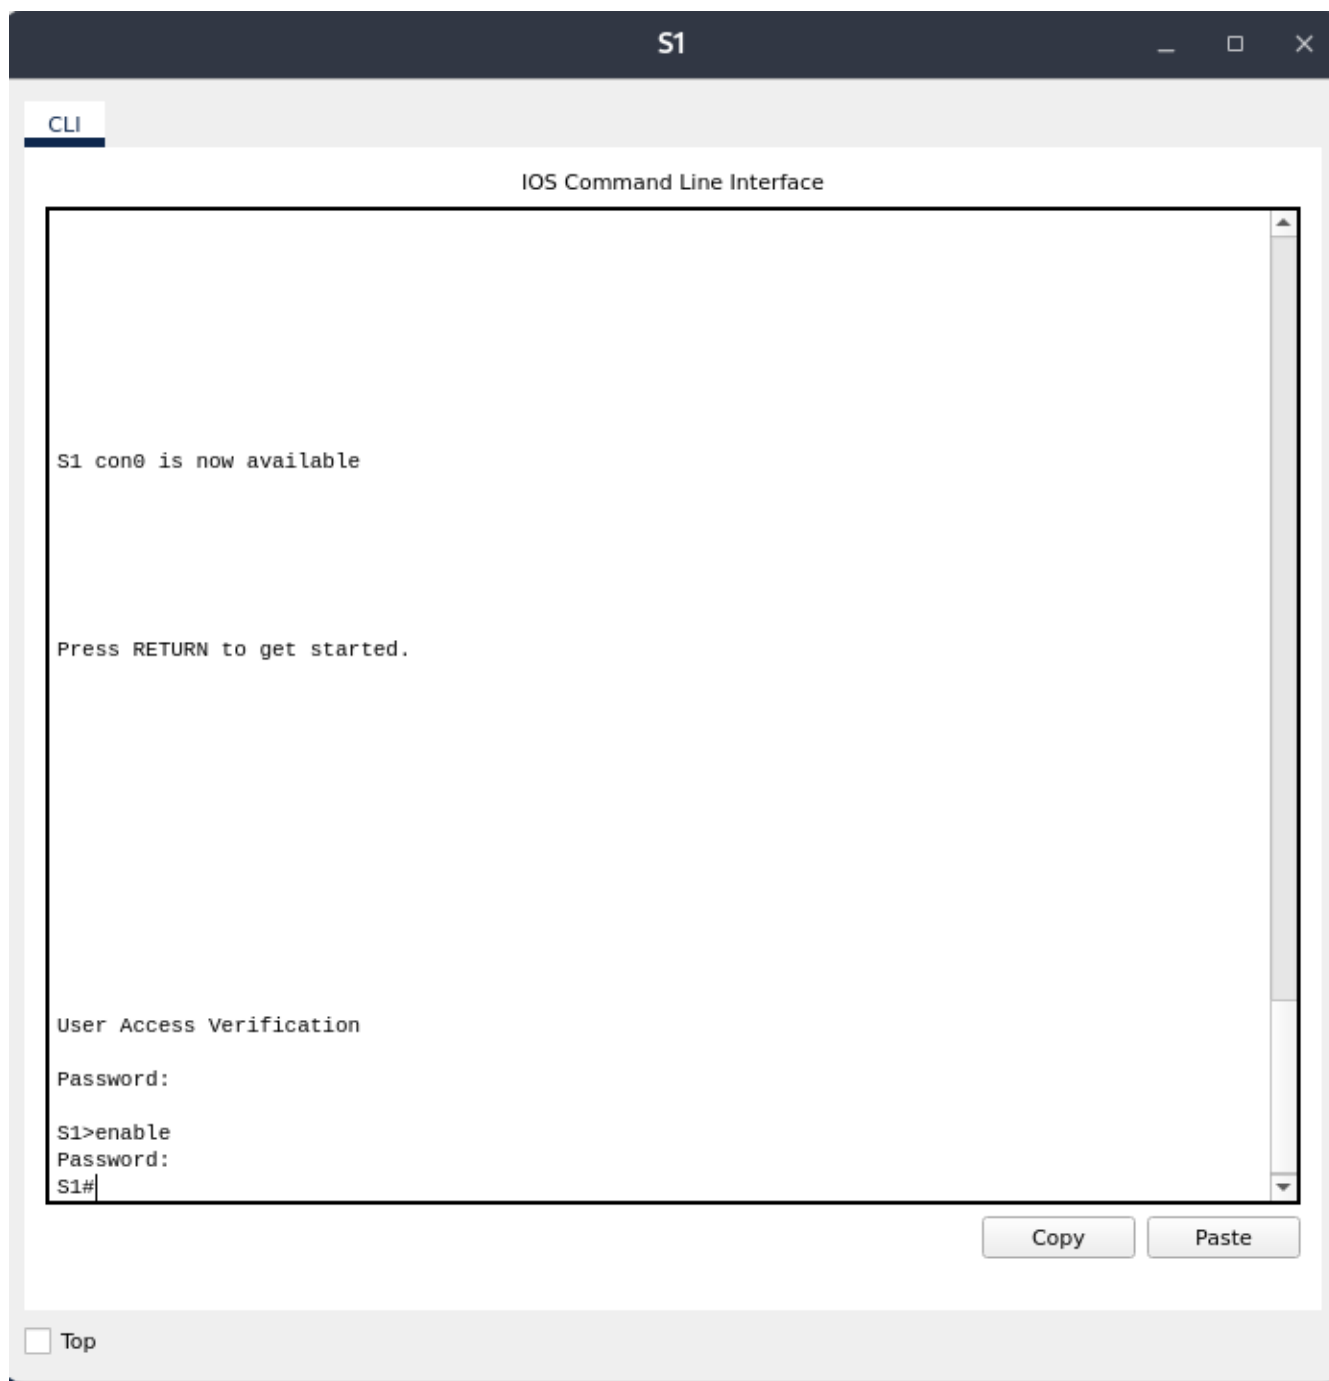 S1
CLI
IOS Command Line Interface
S1 con0 is now available
Press RETURN to get started.
User Access Verification
Password:
S1>enable
Password:
S1#
Copy
Paste
Top